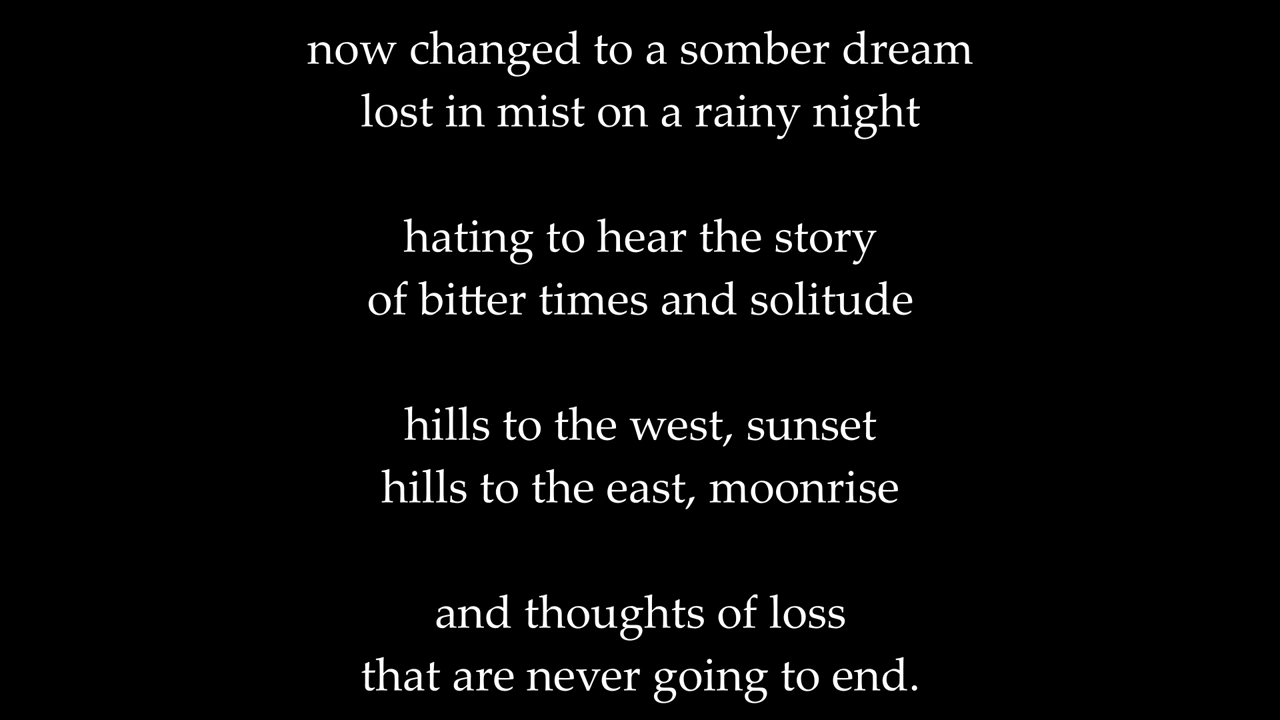 now changed to a somber dream
lost in mist on a rainy night
hating to hear the story
of bitter times and solitude
hills to the west, sunset
hills to the east, moonrise
and thoughts of loss
that are never going to end.